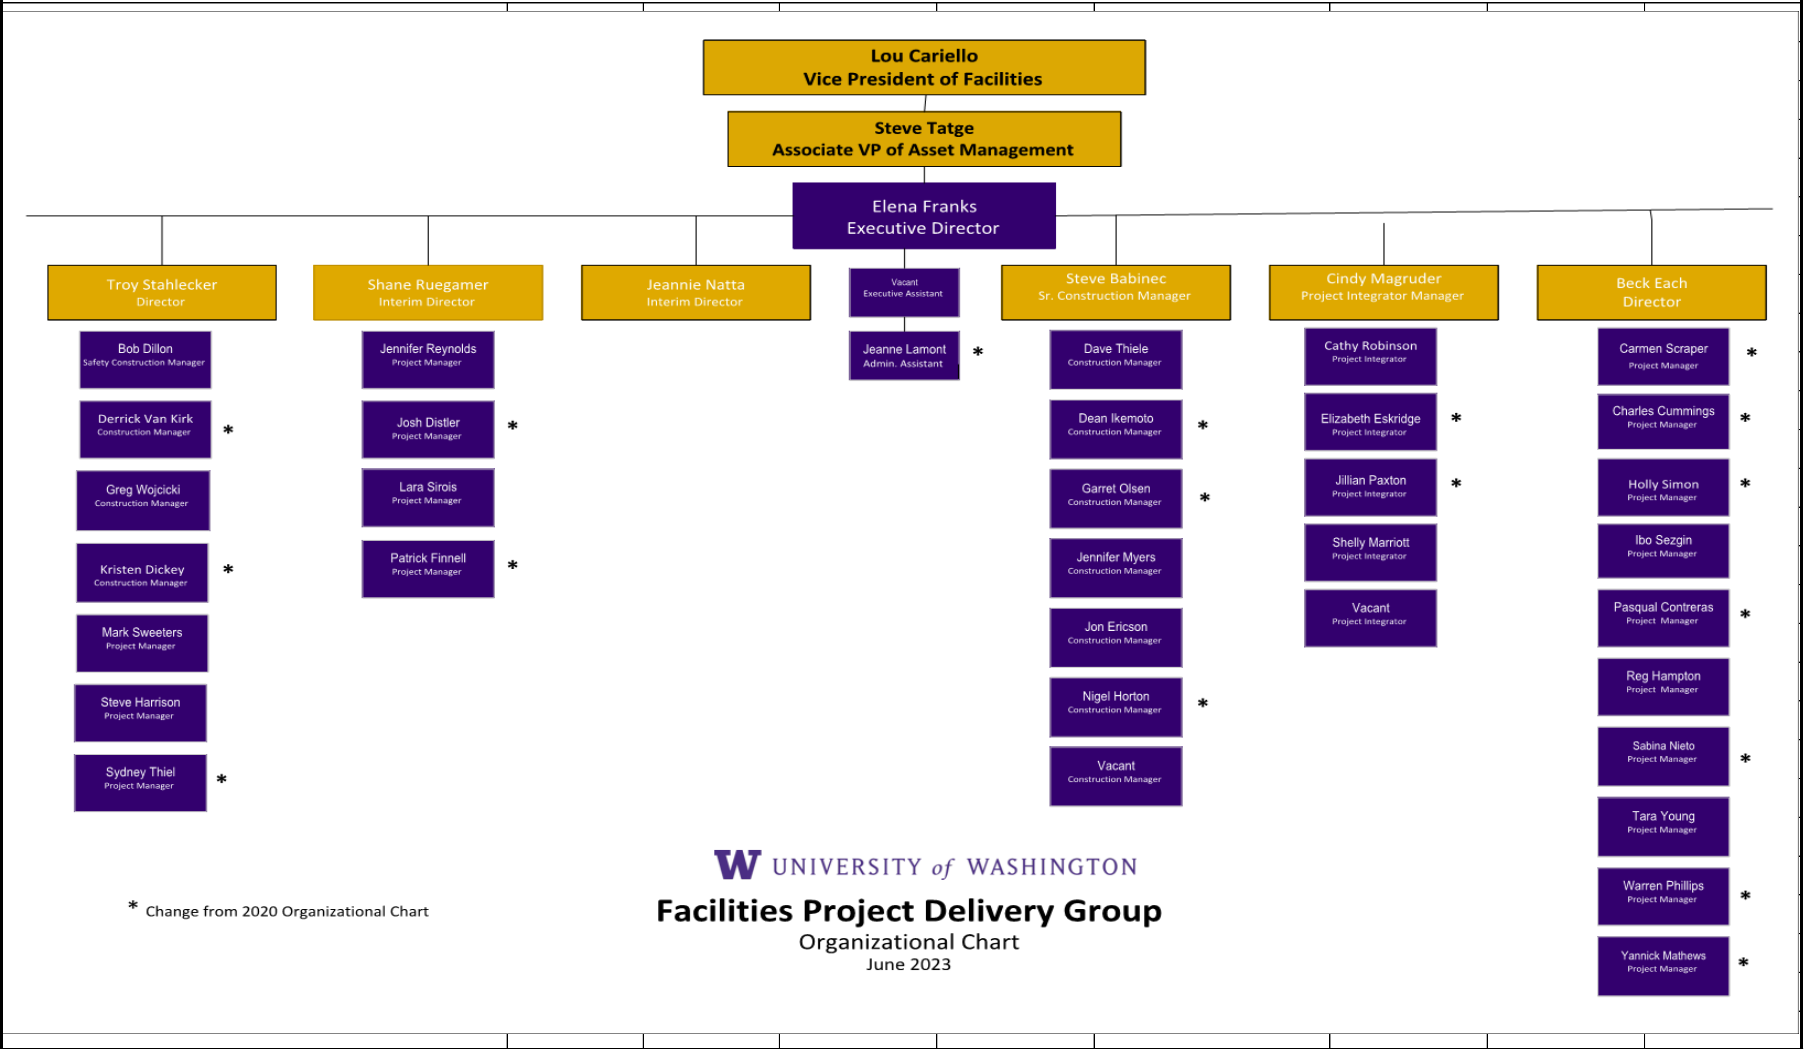 Lou Cariello
Vice President of Facilities
Steve Tatge
Associate VP of Asset Management
Elena Franks
Executive Director
Troy Stahlecker
Director
Bob Dillon
Safety Construction Manager
Derrick Van Kirk
Construction Manager
*
Greg Wojcicki
Construction Manager
Kristen Dickey
Construction Manager
*
Mark Sweeters
Project Manager
Steve Harrison
Project Manager
Sydney Thiel
Project Manager
*
Shane Ruegamer
Interim Director
Jennifer Reynolds
Project Manager
Josh Distler
Project Manager
*
Lara Sirois
Project Manager
Patrick Finnell
Project Manager
*
Jeannie Natta
Interim Director
Vacant
Executive Assistant
Jeanne Lamont
Admin. Assistant
*
Steve Babinec
Sr. Construction Manager
Dave Thiele
Construction Manager
Dean Ikemoto
Construction Manager
*
Garret Olsen
Construction Manager
*
Jennifer Myers
Construction Manager
Jon Ericson
Construction Manager
Nigel Horton
Construction Manager
*
Vacant
Construction Manager
Cindy Magruder
Project Integrator Manager
Cathy Robinson
Project Integrator
Elizabeth Eskridge
Project Integrator
*
Jillian Paxton
Project Integrator
*
Shelly Marriott
Project Integrator
Vacant
Project Integrator
Beck Each
Director
Carmen Scraper
Project Manager
*
Charles Cummings
Project Manager
*
Holly Simon
Project Manager
*
Ibo Sezgin
Project Manager
Pasqual Contreras
Project Manager
*
Reg Hampton
Project Manager
Sabina Nieto
Project Manager
*
Tara Young
Project Manager
Warren Phillips
Project Manager
*
Yannick Mathews
Project Manager
*
* Change from 2020 Organizational Chart
W UNIVERSITY of WASHINGTON
Facilities Project Delivery Group
Organizational Chart
June 2023